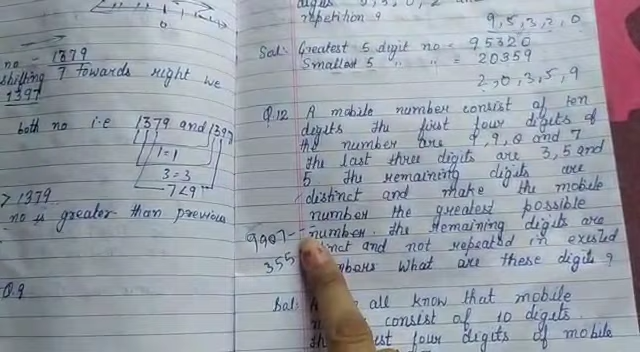 no - 1379
shifting 7 towards right we
1397
both no i.e 1379 and 1397
1=1
3=3
7<9
> 1379
no is greater than previous
Q.9
digits
repetition ?
9,5,3,2,0
Sol: Greatest 5 digit no = 95320
Smallest 5 " " = 20359
2,0,3,5,9
Q.12 A mobile number consist of ten
digits the first four digits of
the number are 9,9,8 and 7
the last three digits are 3,5 and
5 the remaining digits are
distinct and make the mobile
number the greatest possible
number. the remaining digits are
and not repeated in existed
What are these digits ?
9987---
355
Sol: all know that mobile
consist of 10 digits
four digits of mobile